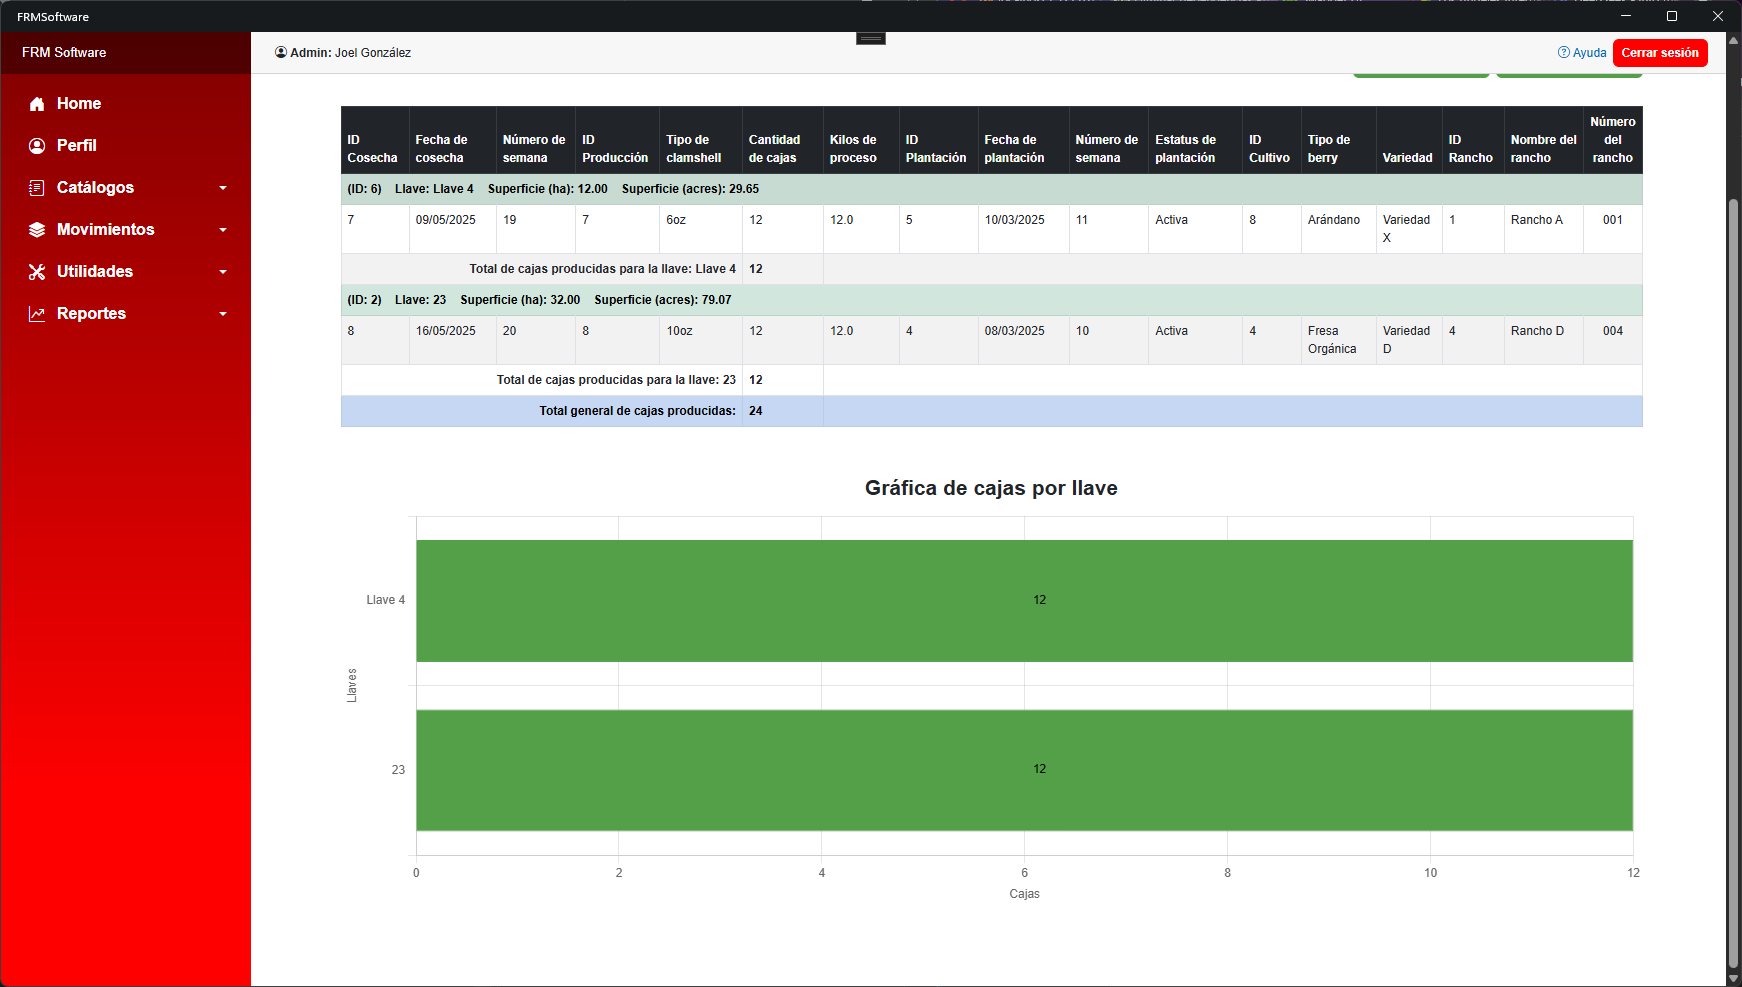 FRMSoftware
FRM Software
Admin: Joel González
Ayuda
Cerrar sesión
Home
Perfil
Catálogos
Movimientos
Utilidades
Reportes
ID Cosecha
Fecha de cosecha
Número de semana
ID Producción
Tipo de clamshell
Cantidad de cajas
Kilos de proceso
ID Plantación
Fecha de plantación
Número de semana
Estatus de plantación
ID Cultivo
Tipo de berry
Variedad
ID Rancho
Nombre del rancho
Número del rancho
(ID: 6) Llave: Llave 4 Superficie (ha): 12.00 Superficie (acres): 29.65
7 09/05/2025 19 7 6oz 12 12.0 5 10/03/2025 11 Activa 8 Arándano Variedad X 1 Rancho A 001
Total de cajas producidas para la llave: Llave 4 12
(ID: 2) Llave: 23 Superficie (ha): 32.00 Superficie (acres): 79.07
8 16/05/2025 20 8 10oz 12 12.0 4 08/03/2025 10 Activa 4 Fresa Orgánica Variedad D 4 Rancho D 004
Total de cajas producidas para la llave: 23 12
Total general de cajas producidas: 24
Gráfica de cajas por llave
Llaves
Llave 4
12
23
12
0 2 4 6 8 10 12
Cajas